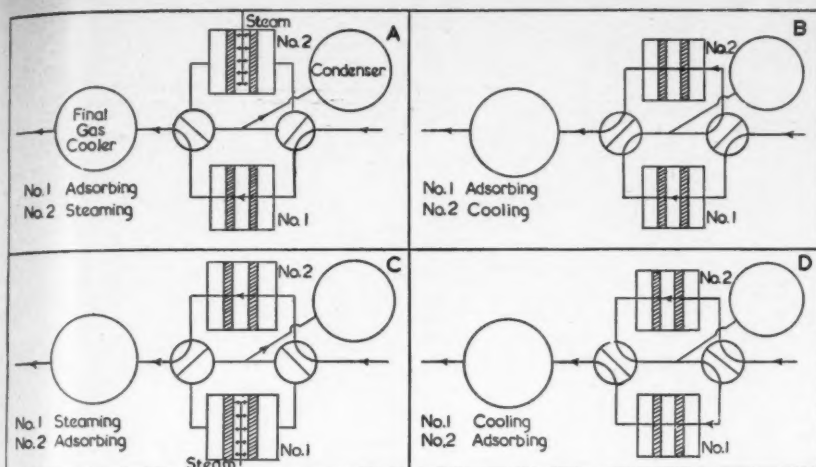 Steam
No.2
A
Condenser
Final
Gas
Cooler
No.1 Adsorbing
No.2 Steaming
No.1
B
No.2
No.1 Adsorbing
No.2 Cooling
No.1
C
No.2
No.1 Steaming
No.2 Adsorbing
No.1
Steam
D
No.2
No.1 Cooling
No.2 Adsorbing
No.1